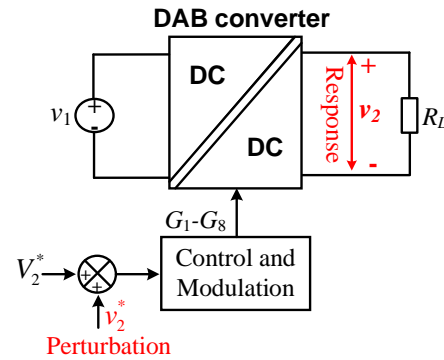 DAB converter
DC
DC
v1
+
-
+
v2
-
Response
RL
G1-G8
V2*
+
+
Control and
Modulation
v2*
Perturbation